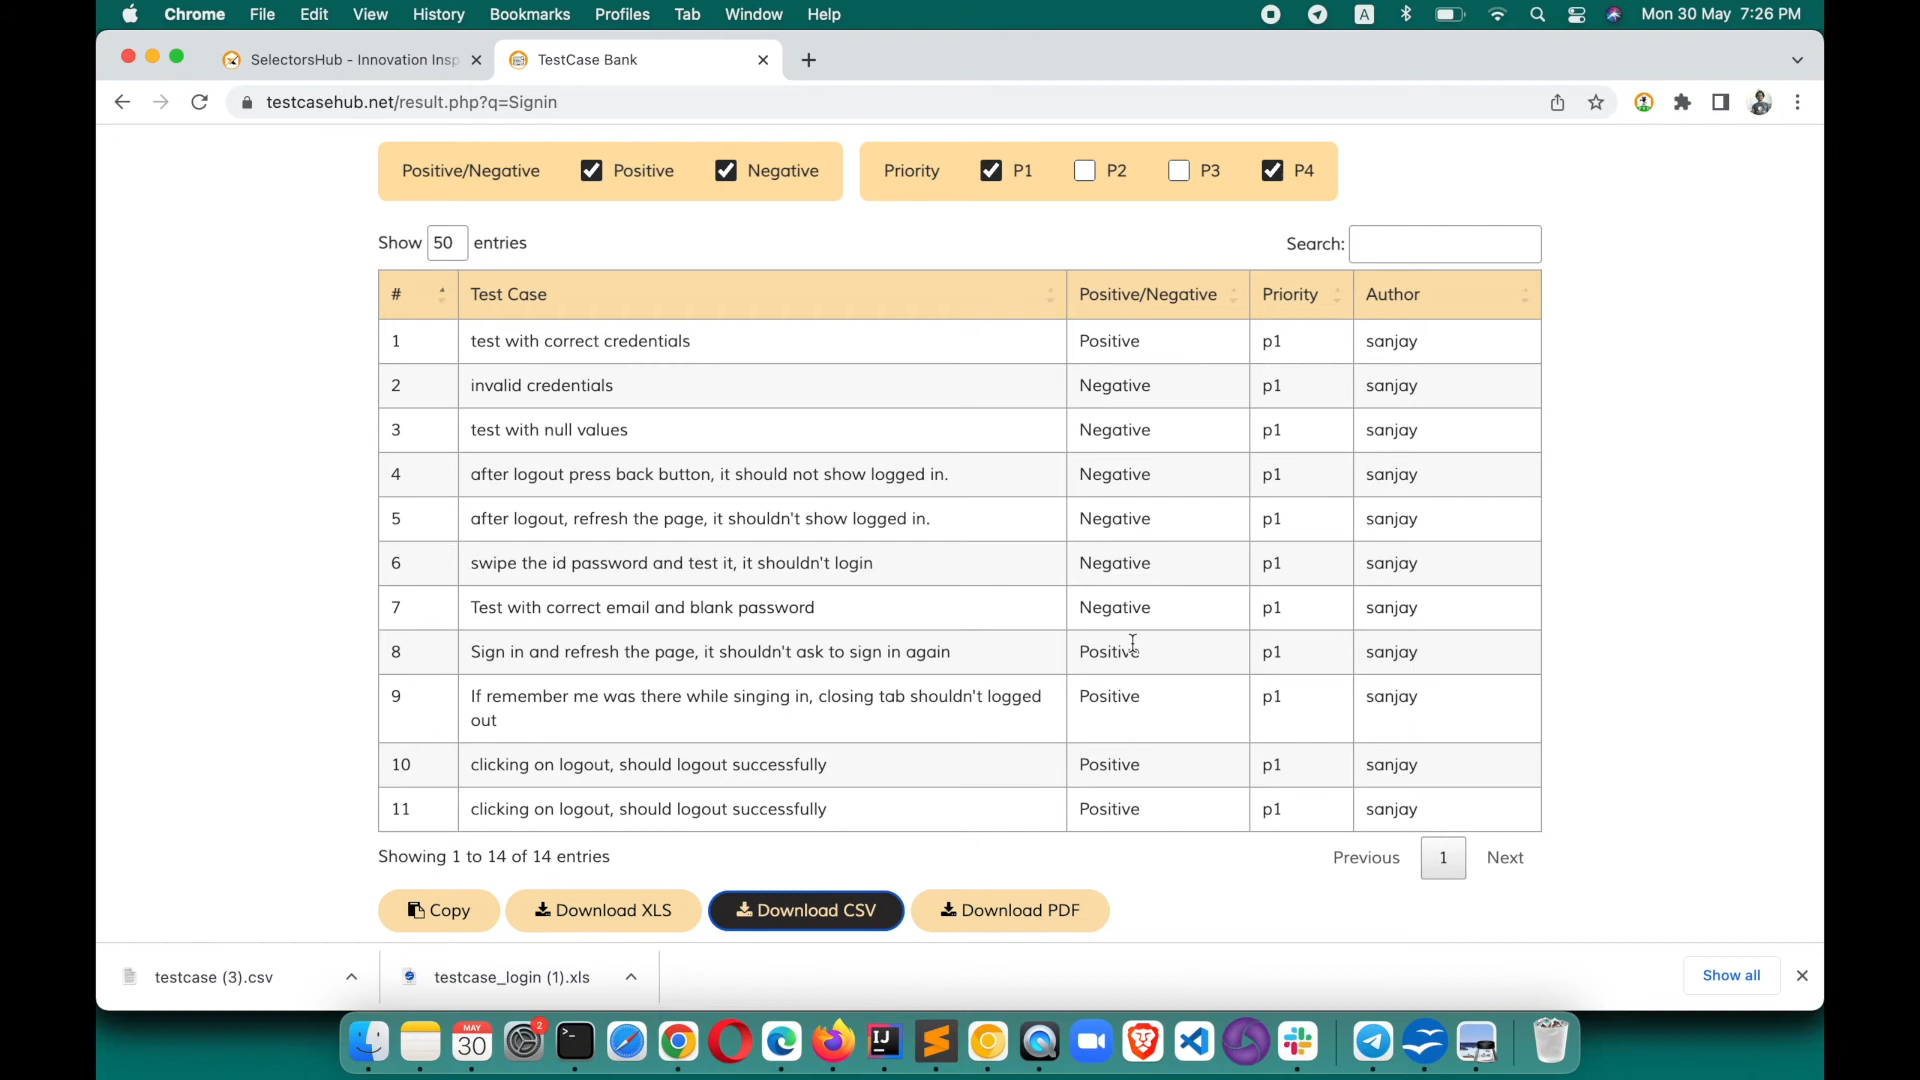 Chrome File Edit View History Bookmarks Profiles Tab Window Help A Mon 30 May 7:26 PM
SelectorsHub - Innovation Insp TestCase Bank
testcasehub.net/result.php?q=Signin
Positive/Negative Positive Negative Priority P1 P2 P3 P4
Show 50 entries Search:
# Test Case Positive/Negative Priority Author
1 test with correct credentials Positive p1 sanjay
2 invalid credentials Negative p1 sanjay
3 test with null values Negative p1 sanjay
4 after logout press back button, it should not show logged in. Negative p1 sanjay
5 after logout, refresh the page, it shouldn't show logged in. Negative p1 sanjay
6 swipe the id password and test it, it shouldn't login Negative p1 sanjay
7 Test with correct email and blank password Negative p1 sanjay
8 Sign in and refresh the page, it shouldn't ask to sign in again Positive p1 sanjay
9 If remember me was there while singing in, closing tab shouldn't logged Positive p1 sanjay
out
10 clicking on logout, should logout successfully Positive p1 sanjay
11 clicking on logout, should logout successfully Positive p1 sanjay
Showing 1 to 14 of 14 entries Previous 1 Next
Copy Download XLS Download CSV Download PDF
testcase (3).csv testcase_login (1).xls Show all
MAY
30
2
IJ